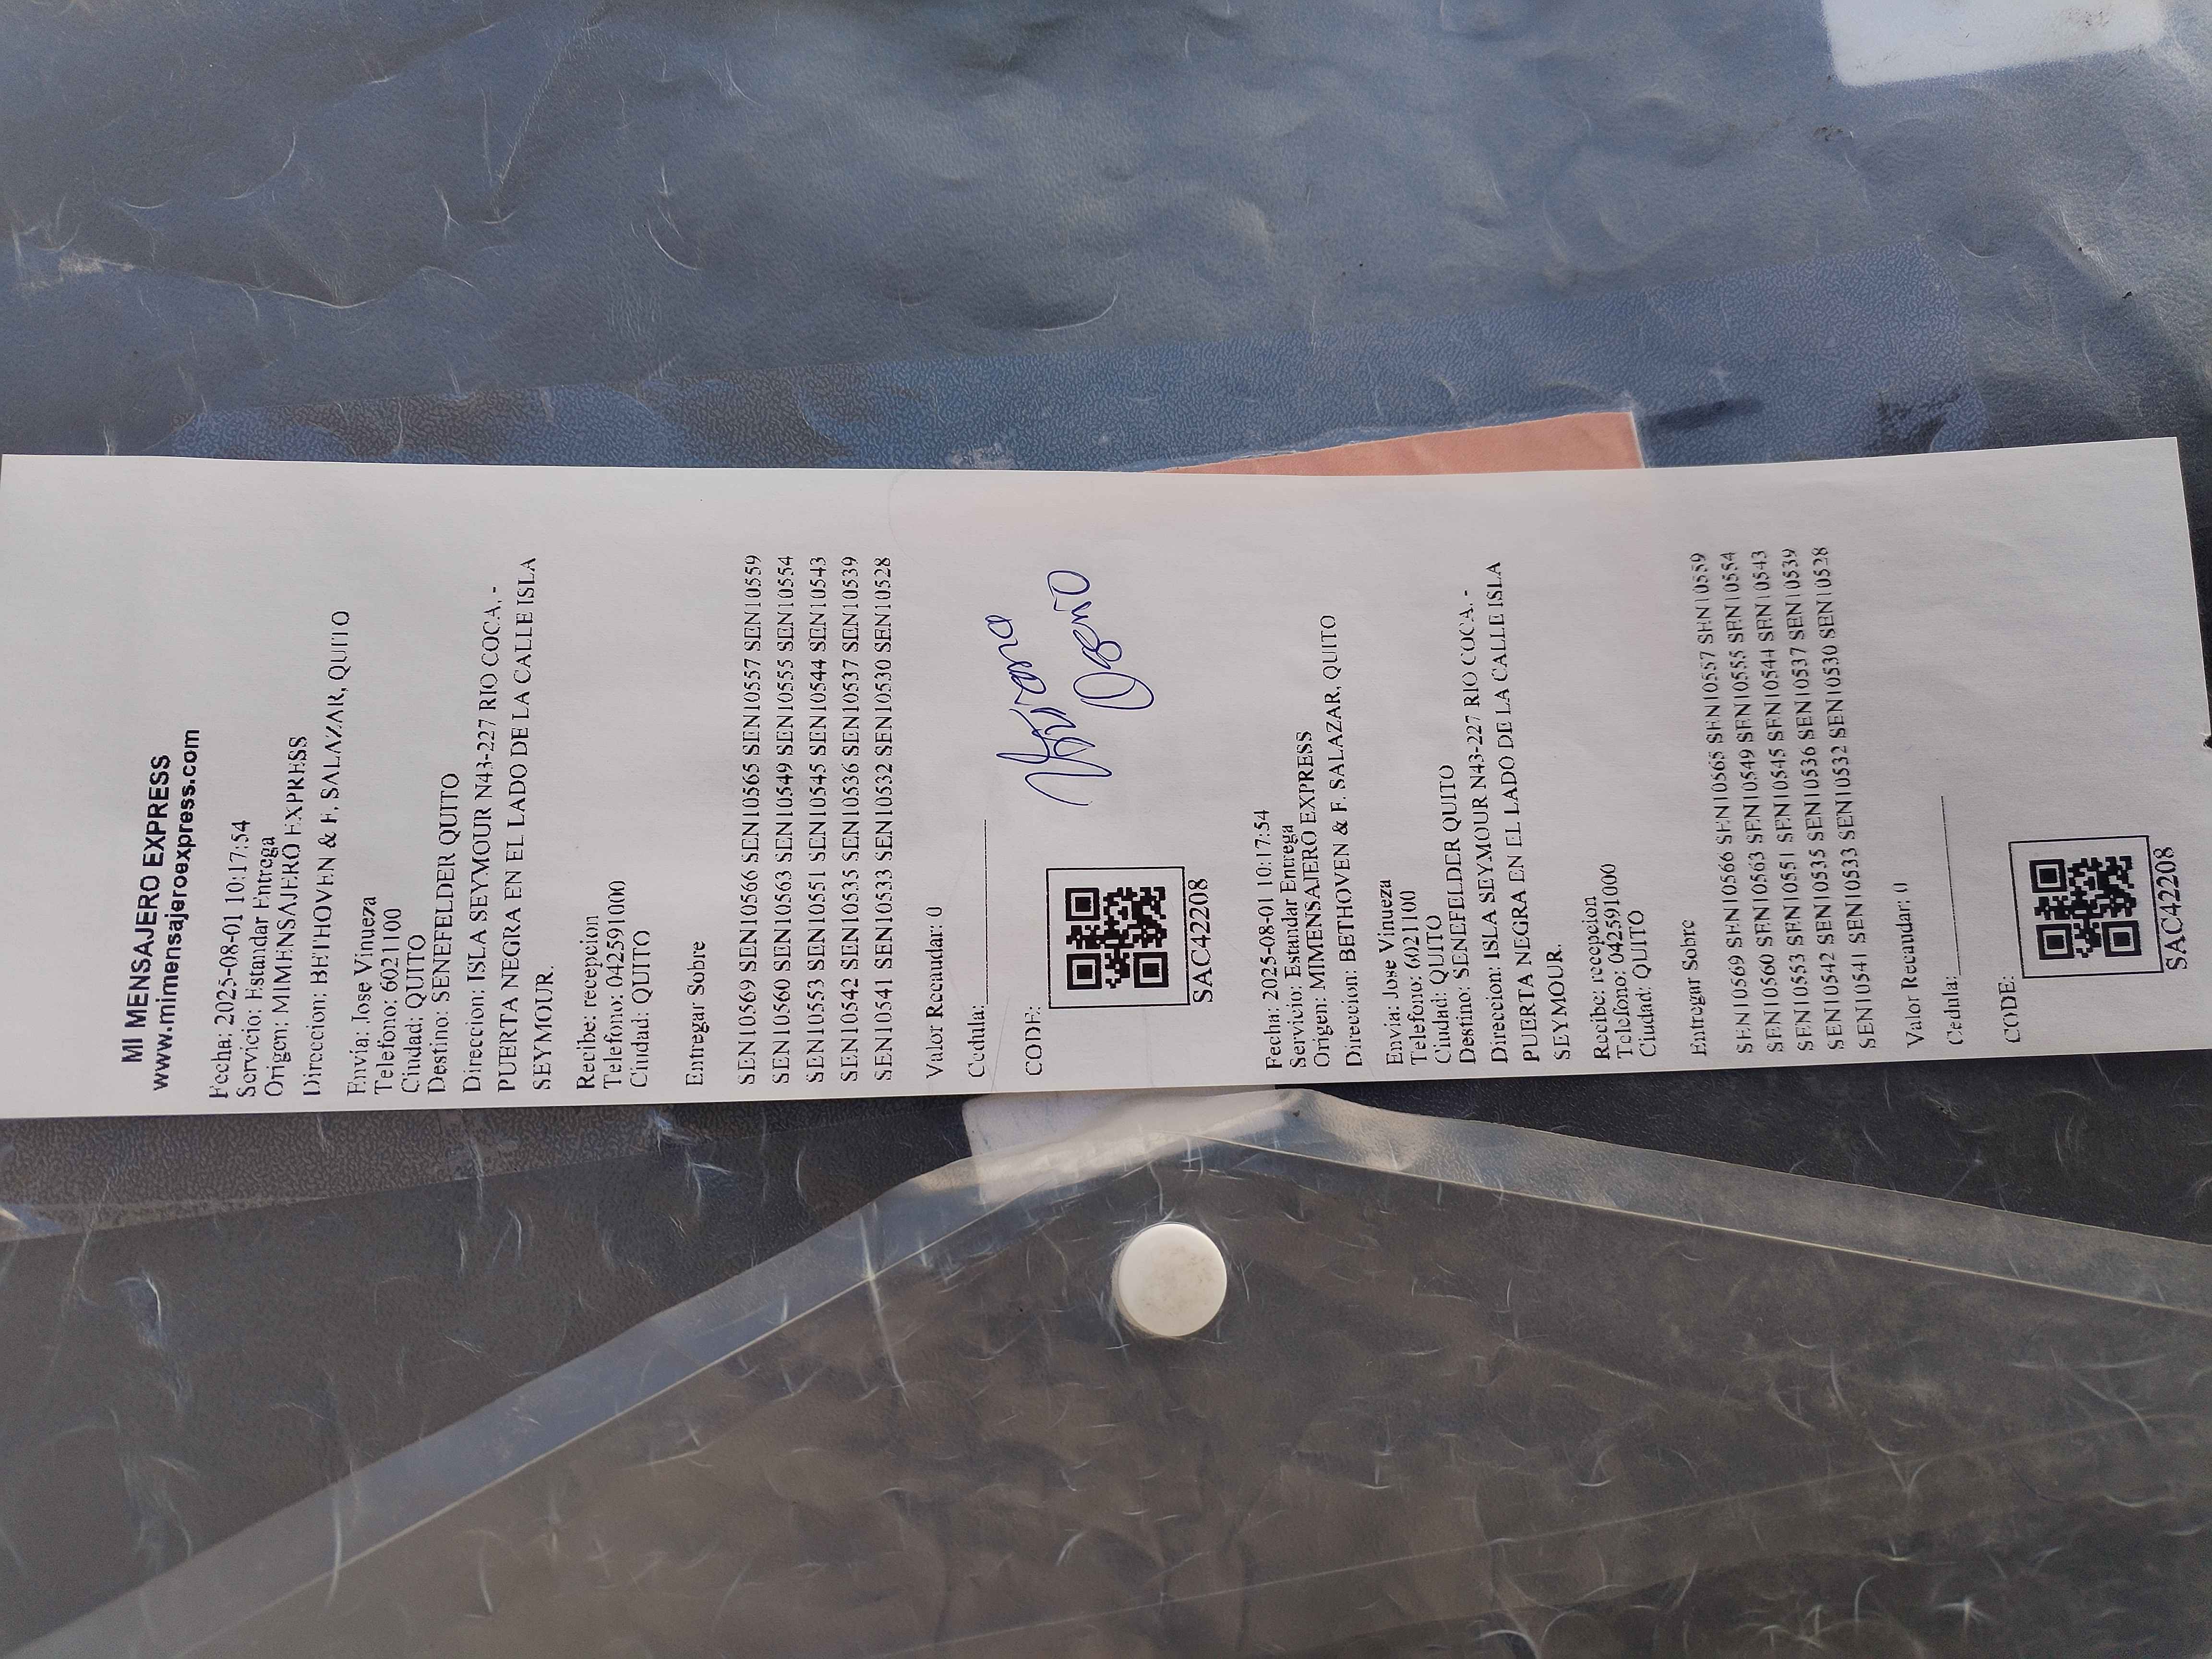 MI MENSAJERO EXPRESS
www.mimensajeroexpress.com
Fecha: 2025-08-01 10:17:54
Servicio: Estandar Entrega
Origen: MIMENSAJERO EXPRESS
Direccion: BETHOVEN & F. SALAZAR, QUITO
Envia: Jose Vinueza
Telefono: 6021100
Ciudad: QUITO
Destino: SENEFELDER QUITO
Direccion: ISLA SEYMOUR N43-227 RIO COCA. -
PUERTA NEGRA EN EL LADO DE LA CALLE ISLA
SEYMOUR.
Recibe: recepcion
Telefono: 042591000
Ciudad: QUITO
Entregar Sobre
SEN10569 SEN10566 SEN10565 SEN10557 SEN10559
SEN10560 SEN10563 SEN10549 SEN10555 SEN10554
SEN10553 SEN10551 SEN10545 SEN10544 SEN10543
SEN10542 SEN10535 SEN10536 SEN10537 SEN10539
SEN10541 SEN10533 SEN10532 SEN10530 SEN10528
Valor Recaudar: 0
Cedula:
CODE:
SAC42208
Fecha: 2025-08-01 10:17:54
Servicio: Estandar Entrega
Origen: MIMENSAJERO EXPRESS
Direccion: BETHOVEN & F. SALAZAR, QUITO
Envia: Jose Vinueza
Telefono: 6021100
Ciudad: QUITO
Destino: SENEFELDER QUITO
Direccion: ISLA SEYMOUR N43-227 RIO COCA. -
PUERTA NEGRA EN EL LADO DE LA CALLE ISLA
SEYMOUR.
Recibe: recepcion
Telefono: 042591000
Ciudad: QUITO
Entregar Sobre
SEN10569 SEN10566 SEN10565 SEN10557 SEN10559
SEN10560 SEN10563 SEN10549 SEN10555 SEN10554
SEN10553 SEN10551 SEN10545 SEN10544 SEN10543
SEN10542 SEN10535 SEN10536 SEN10537 SEN10539
SEN10541 SEN10533 SEN10532 SEN10530 SEN10528
Valor Recaudar: 0
Cedula:
CODE:
SAC42208